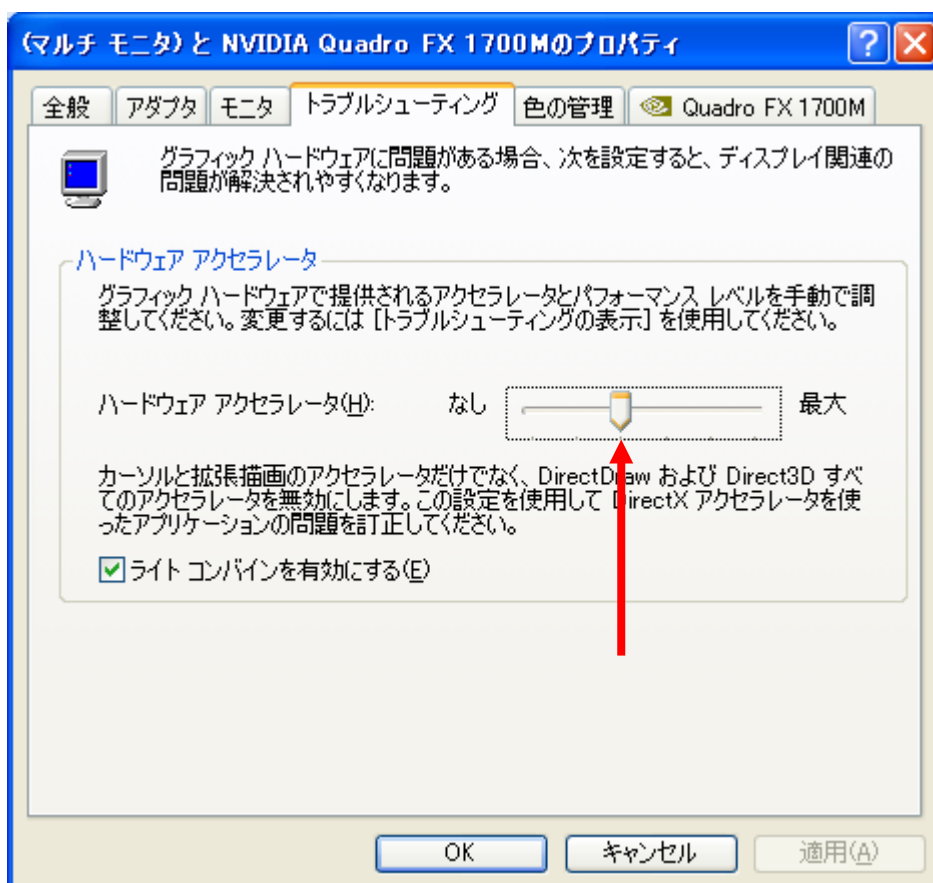 (マルチ モニタ) と NVIDIA Quadro FX 1700Mのプロパティ
全般 アダプタ モニタ トラブルシューティング 色の管理 Quadro FX 1700M
グラフィック ハードウェアに問題がある場合、次を設定すると、ディスプレイ関連の
問題が解決されやすくなります。
ハードウェア アクセラレータ
グラフィック ハードウェアで提供されるアクセラレータとパフォーマンス レベルを手動で調
整してください。変更するには [トラブルシューティングの表示] を使用してください。
ハードウェア アクセラレータ(H): なし 最大
カーソルと拡張描画のアクセラレータだけでなく、DirectDraw および Direct3D すべ
てのアクセラレータを無効にします。この設定を使用して DirectX アクセラレータを使
ったアプリケーションの問題を訂正してください。
ライト コンバインを有効にする(E)
OK キャンセル 適用(A)